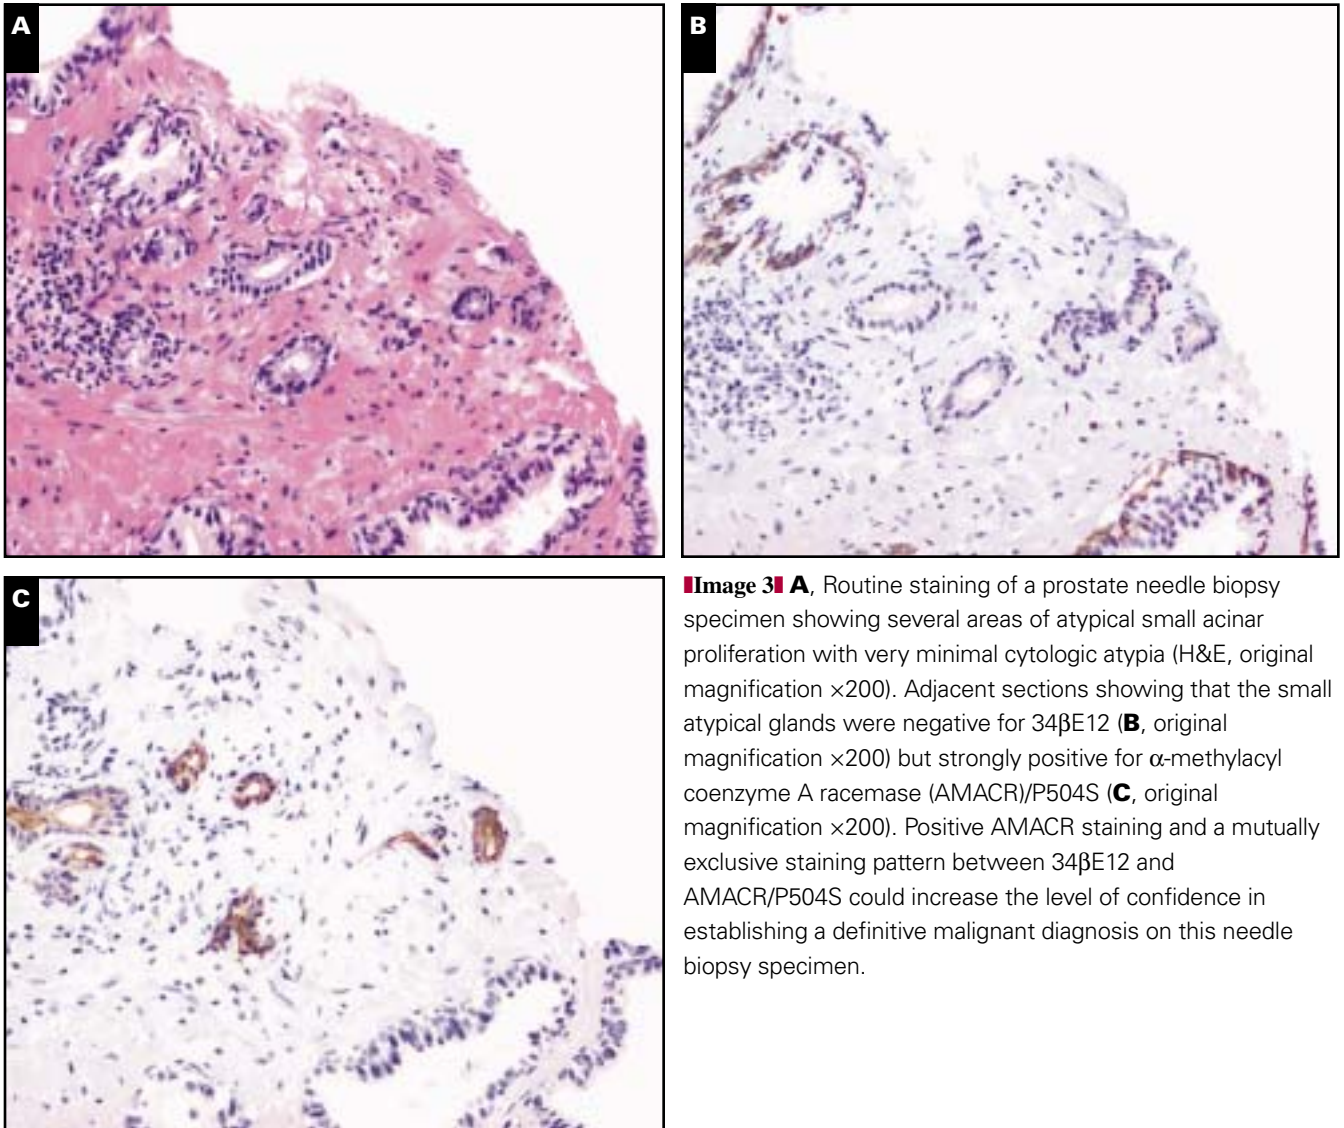 A
B
C
Image 3 A, Routine staining of a prostate needle biopsy
specimen showing several areas of atypical small acinar
proliferation with very minimal cytologic atypia (H&E, original
magnification ×200). Adjacent sections showing that the small
atypical glands were negative for 34βE12 (B, original
magnification ×200) but strongly positive for α-methylacyl
coenzyme A racemase (AMACR)/P504S (C, original
magnification ×200). Positive AMACR staining and a mutually
exclusive staining pattern between 34βE12 and
AMACR/P504S could increase the level of confidence in
establishing a definitive malignant diagnosis on this needle
biopsy specimen.